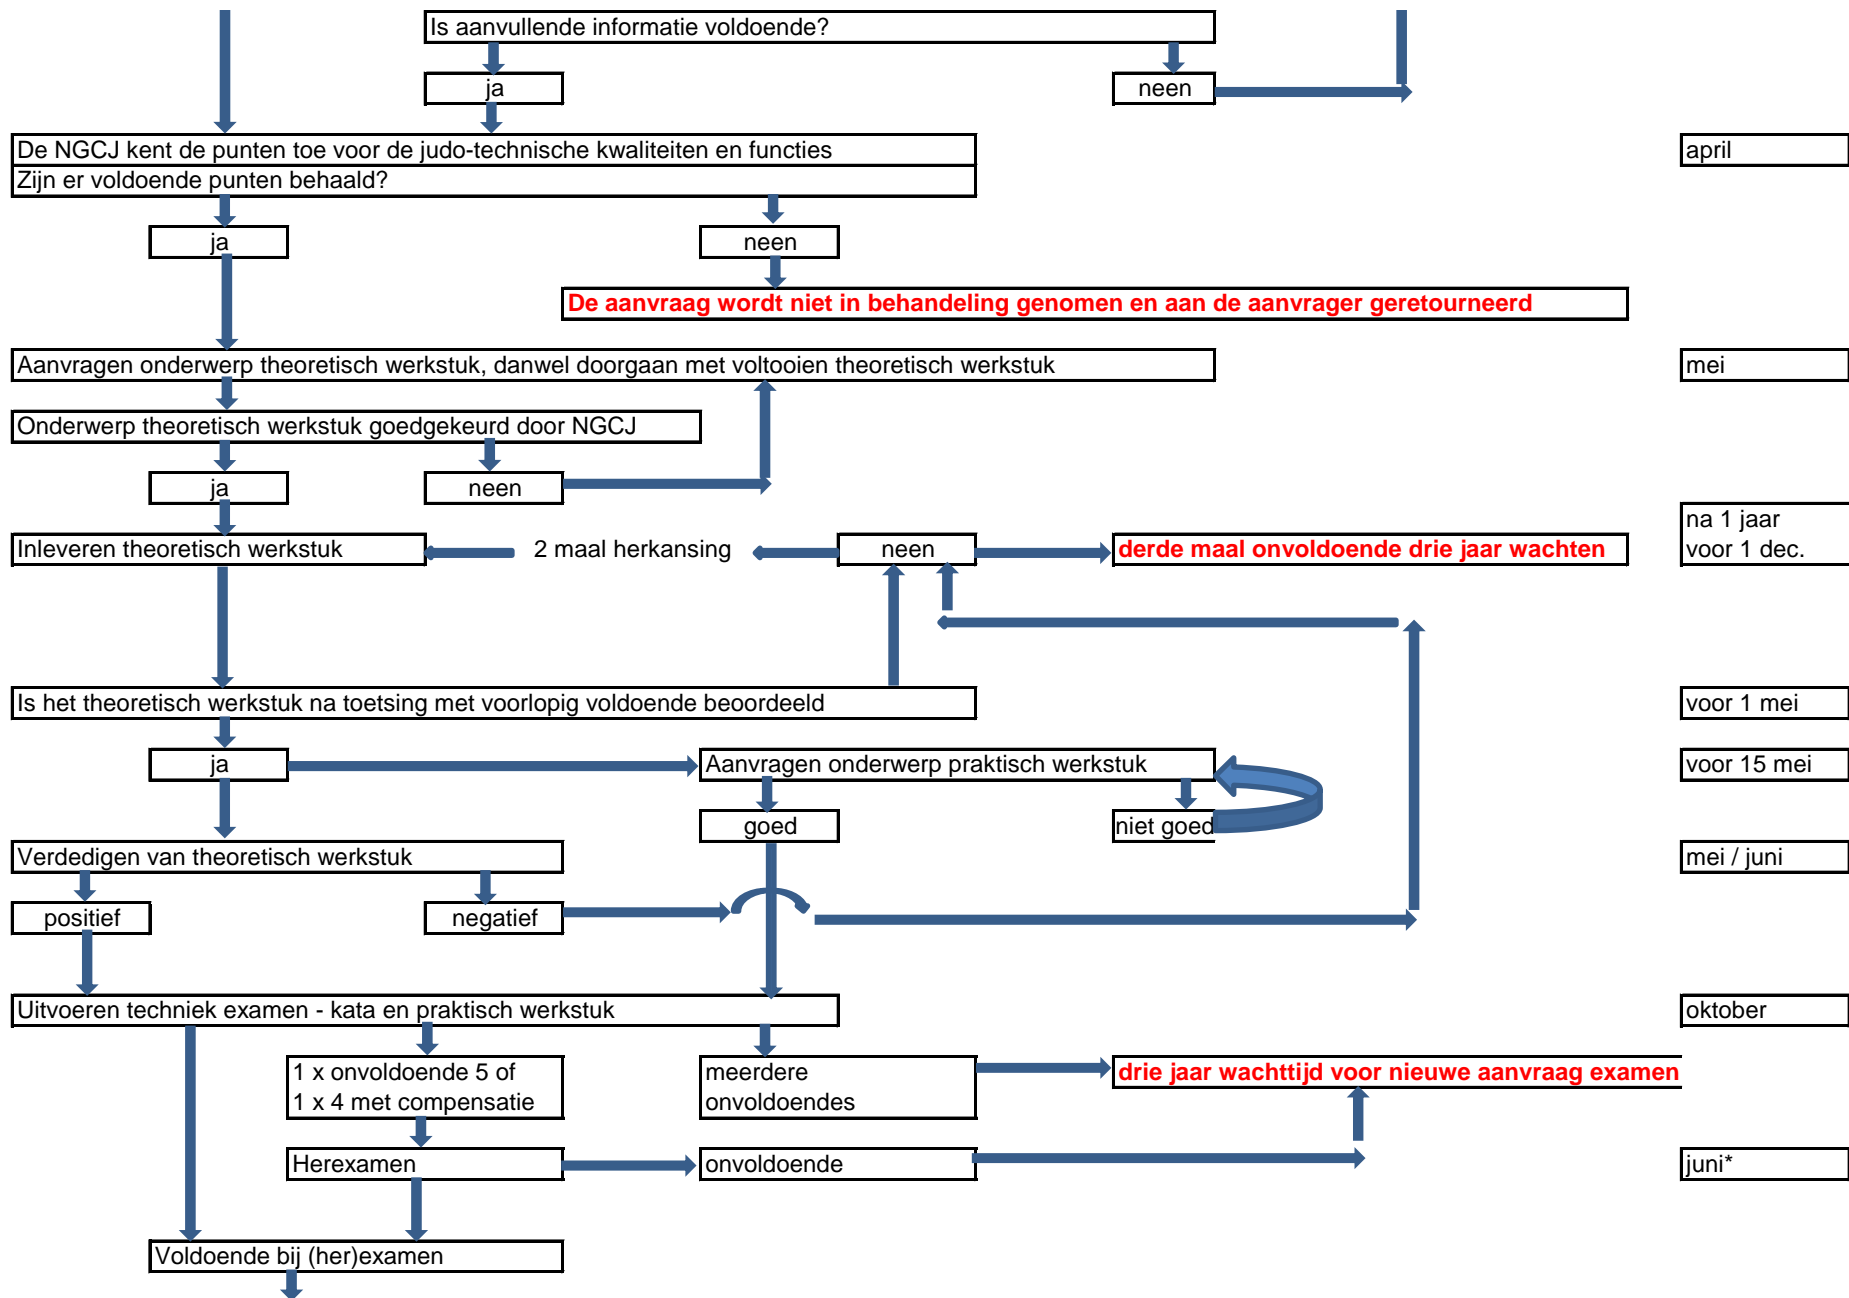 Is aanvullende informatie voldoende?
ja
neen
De NGCJ kent de punten toe voor de judo-technische kwaliteiten en functies
april
Zijn er voldoende punten behaald?
ja
neen
De aanvraag wordt niet in behandeling genomen en aan de aanvrager geretourneerd
Aanvragen onderwerp theoretisch werkstuk, danwel doorgaan met voltooien theoretisch werkstuk
mei
Onderwerp theoretisch werkstuk goedgekeurd door NGCJ
ja
neen
na 1 jaar
voor 1 dec.
Inleveren theoretisch werkstuk
2 maal herkansing
neen
derde maal onvoldoende drie jaar wachten
Is het theoretisch werkstuk na toetsing met voorlopig voldoende beoordeeld
voor 1 mei
ja
Aanvragen onderwerp praktisch werkstuk
voor 15 mei
goed
niet goed
Verdedigen van theoretisch werkstuk
mei / juni
positief
negatief
Uitvoeren techniek examen - kata en praktisch werkstuk
oktober
1 x onvoldoende 5 of
1 x 4 met compensatie
meerdere
onvoldoendes
drie jaar wachttijd voor nieuwe aanvraag examen
Herexamen
onvoldoende
juni*
Voldoende bij (her)examen